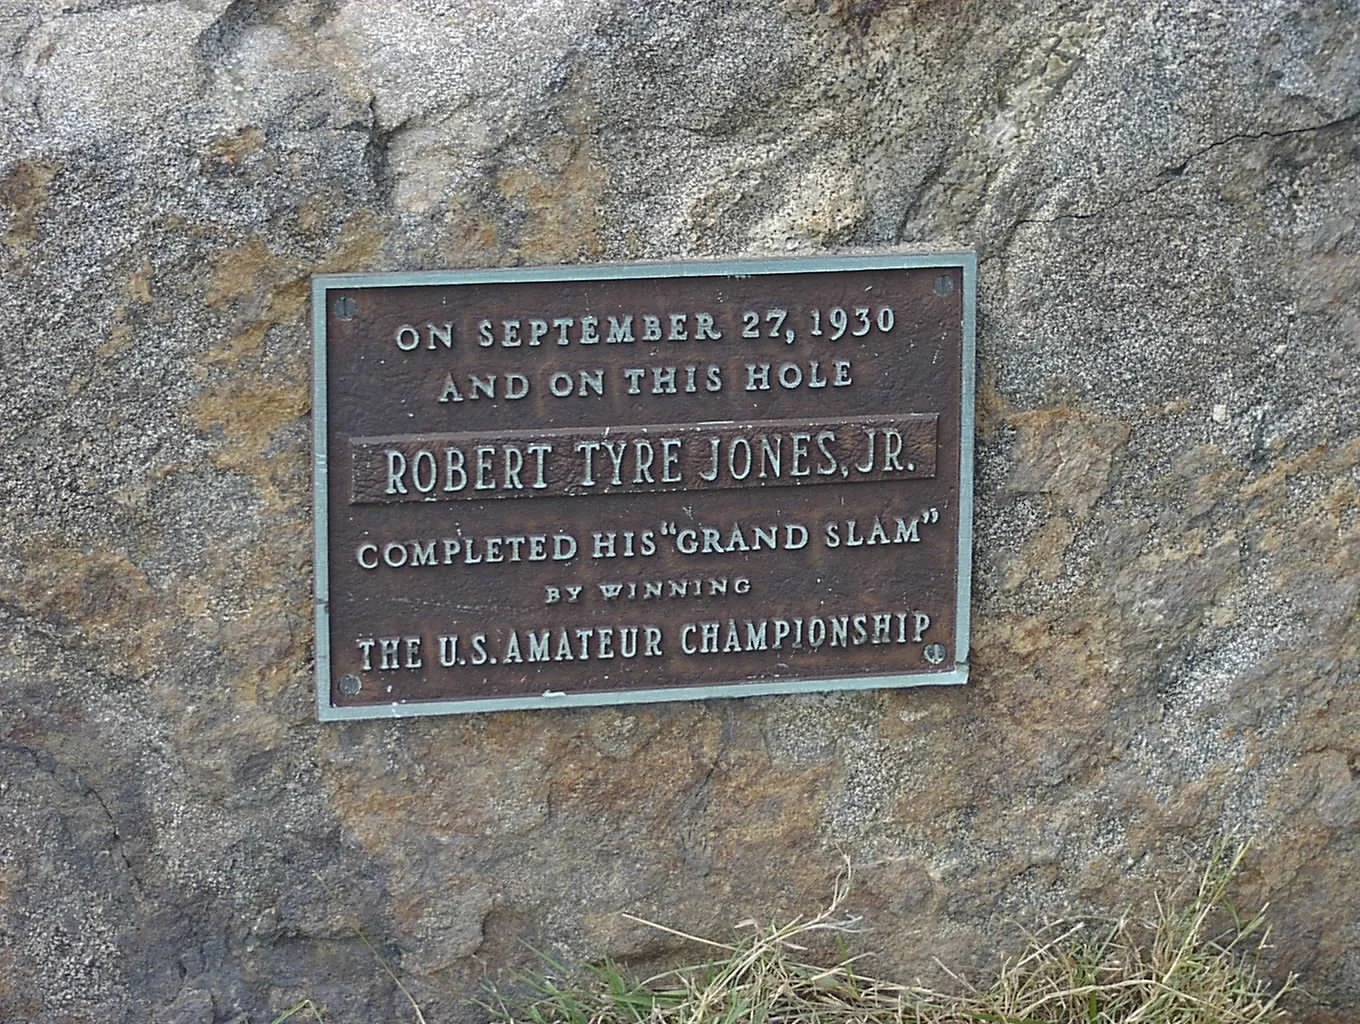 ON SEPTEMBER 27, 1930
AND ON THIS HOLE
ROBERT TYRE JONES, JR.
COMPLETED HIS "GRAND SLAM"
BY WINNING
THE U.S. AMATEUR CHAMPIONSHIP